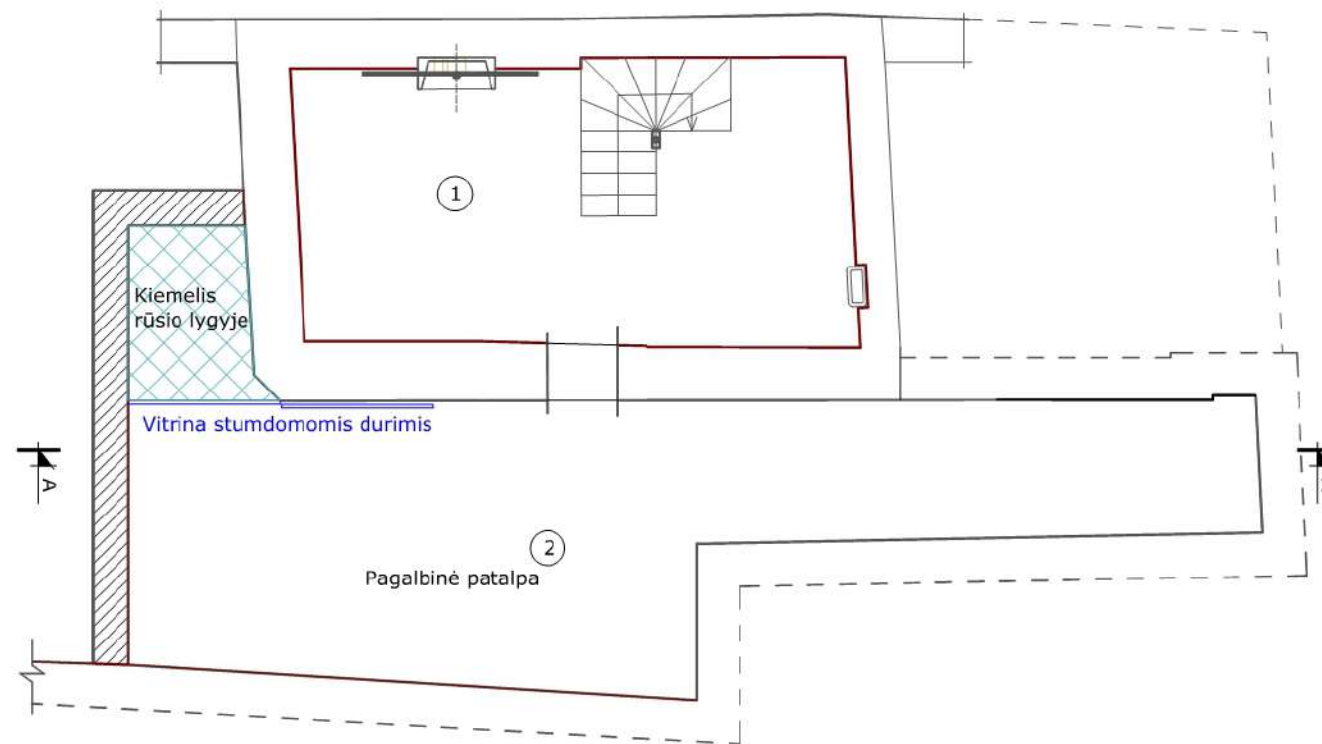 1
Kiemelis
rūsio lygyje
Vitrina stumdomomis durimis
A
2
Pagalbinė patalpa